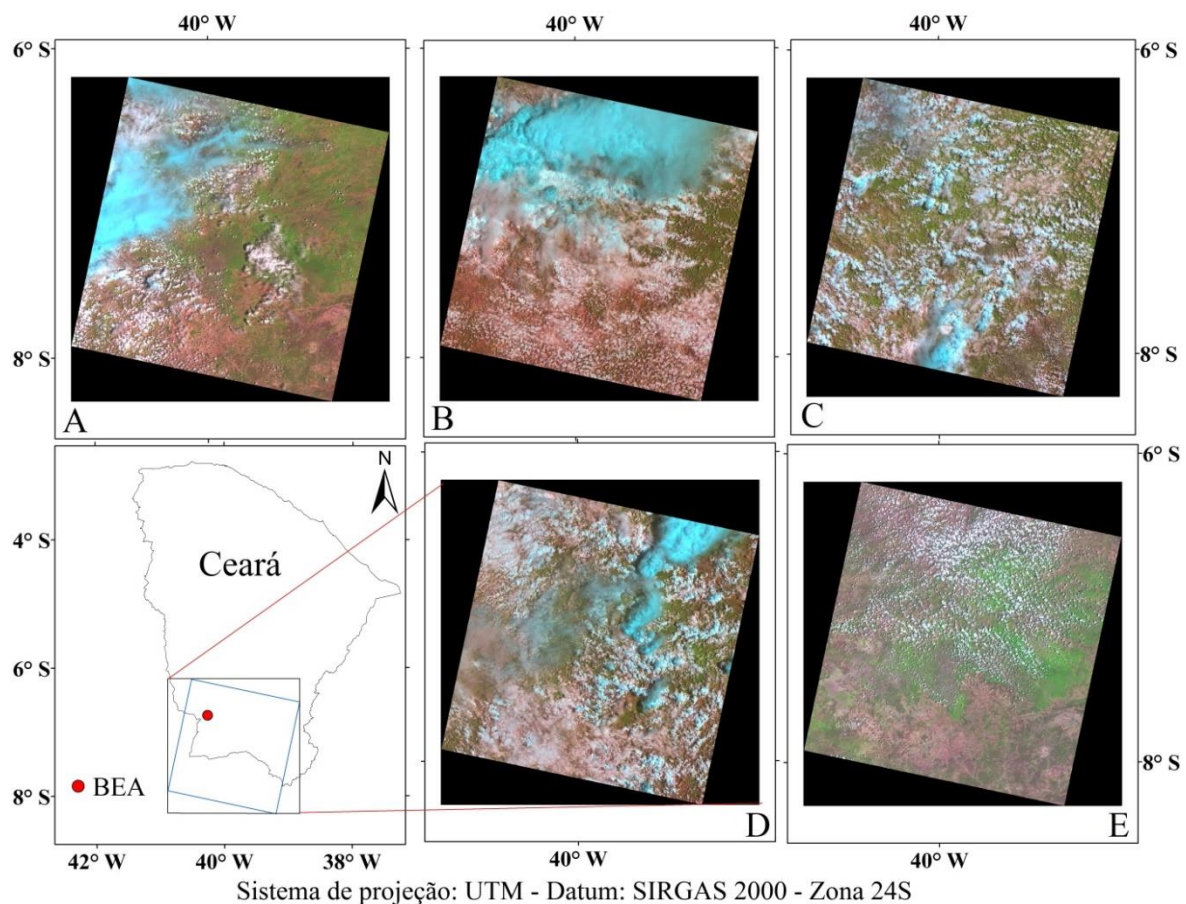 40° W 40° W 40° W
6° S 6° S
8° S 8° S
A B C
42° W 40° W 38° W
N
4° S
Ceará
6° S
8° S
BEA
6° S
8° S
D E
40° W 40° W
Sistema de projeção: UTM - Datum: SIRGAS 2000 - Zona 24S